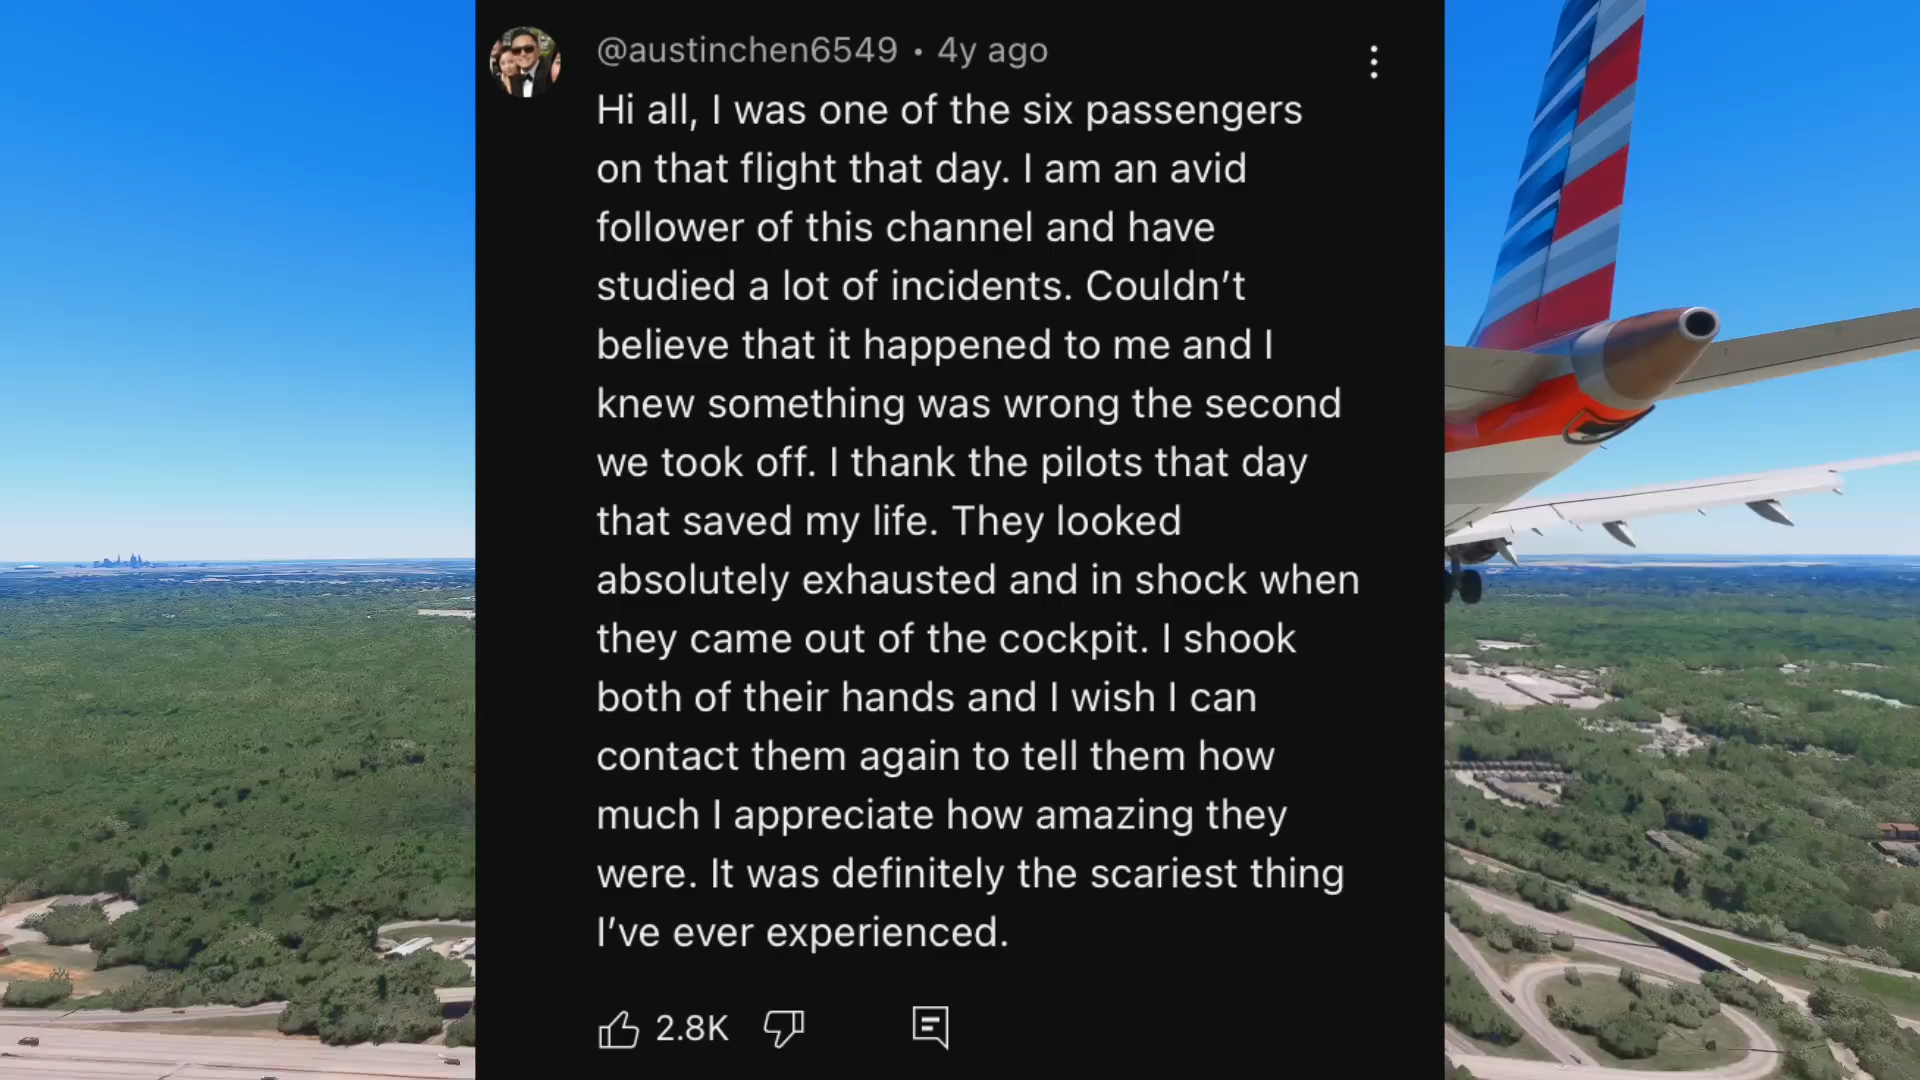 @austinchen6549 • 4y ago
Hi all, I was one of the six passengers
on that flight that day. I am an avid
follower of this channel and have
studied a lot of incidents. Couldn’t
believe that it happened to me and I
knew something was wrong the second
we took off. I thank the pilots that day
that saved my life. They looked
absolutely exhausted and in shock when
they came out of the cockpit. I shook
both of their hands and I wish I can
contact them again to tell them how
much I appreciate how amazing they
were. It was definitely the scariest thing
I’ve ever experienced.
2.8K